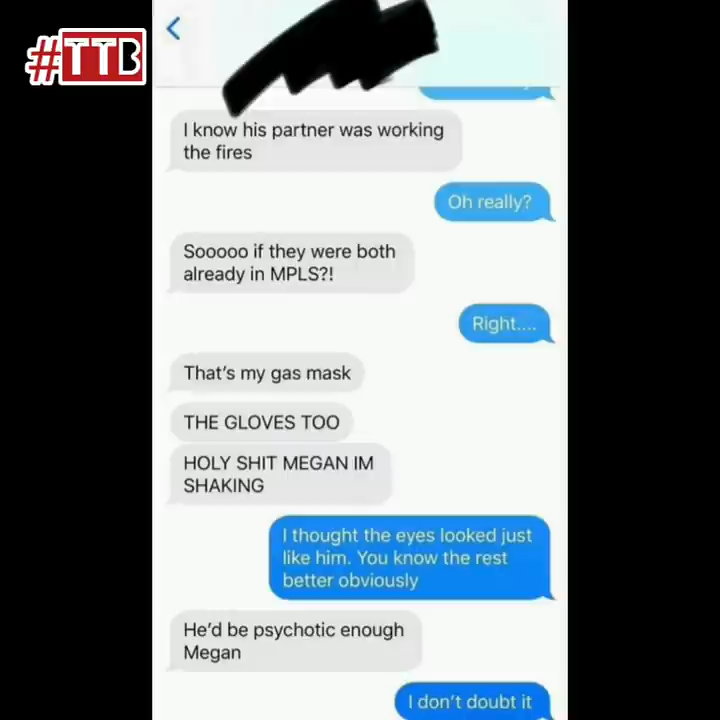 #TTB
I know his partner was working
the fires
Oh really?
Sooooo if they were both
already in MPLS?!
Right....
That's my gas mask
THE GLOVES TOO
HOLY SHIT MEGAN IM
SHAKING
I thought the eyes looked just
like him. You know the rest
better obviously
He'd be psychotic enough
Megan
I don't doubt it